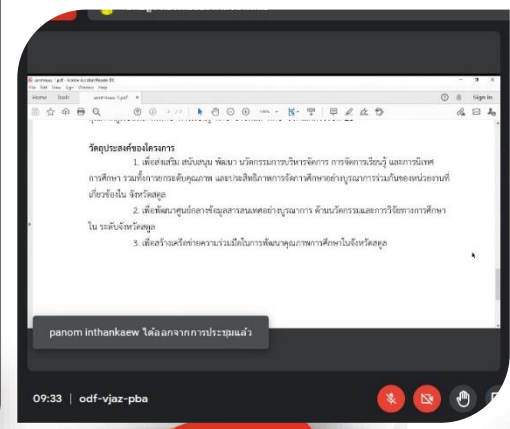 File Edit View Sign Window Help
Home Tools
Sign In
วัตถุประสงค์ของโครงการ
1. เพื่อส่งเสริม สนับสนุน พัฒนา นวัตกรรมการบริหารจัดการ การจัดการเรียนรู้ และการนิเทศ
การศึกษา รวมทั้งการยกระดับคุณภาพ และประสิทธิภาพการจัดการศึกษาอย่างบูรณาการร่วมกันของหน่วยงานที่
เกี่ยวข้องใน จังหวัดสตูล
2. เพื่อพัฒนาศูนย์กลางข้อมูลสารสนเทศอย่างบูรณาการ ด้านนวัตกรรมและการวิจัยทางการศึกษา
ใน ระดับจังหวัดสตูล
3. เพื่อสร้างเครือข่ายความร่วมมือในการพัฒนาคุณภาพการศึกษาในจังหวัดสตูล
panom inthankaew ได้ออกจากการประชุมแล้ว
09:33 | odf-vjaz-pba